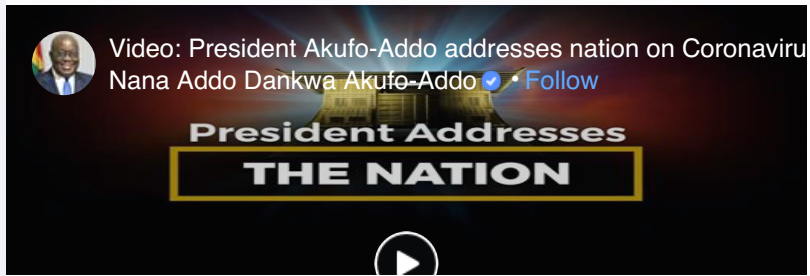 Video: President Akufo-Addo addresses nation on Coronaviru
Nana Addo Dankwa Akufo-Addo • Follow
President Addresses
THE NATION